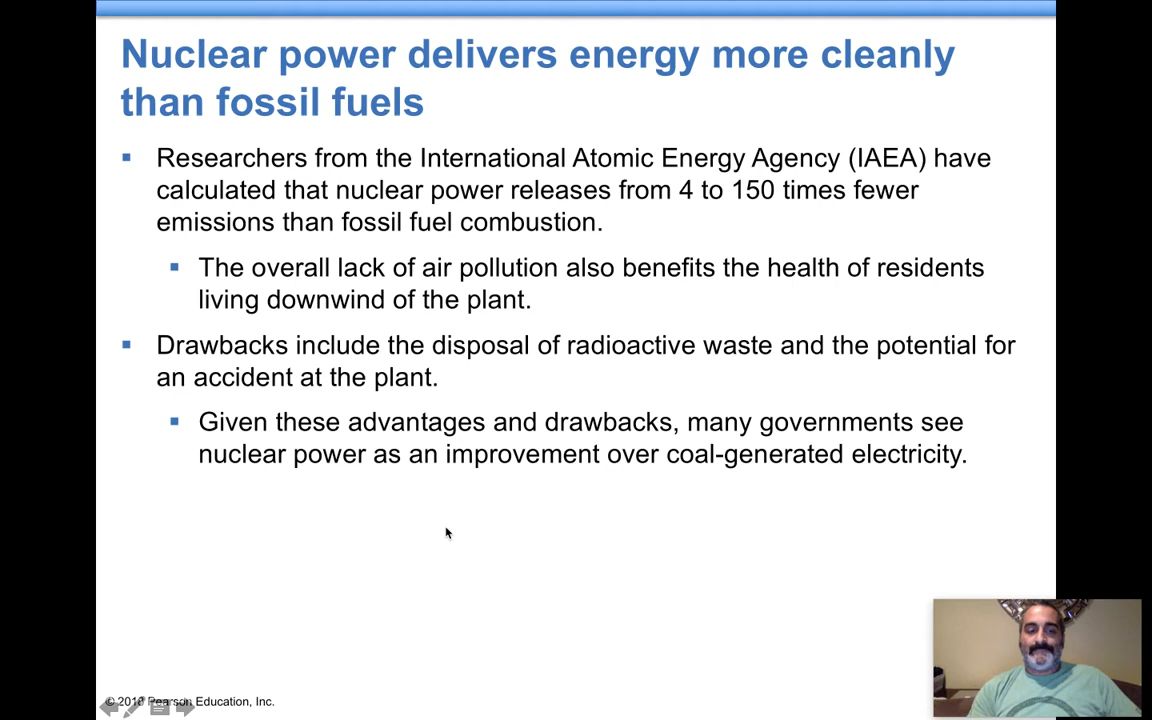 Nuclear power delivers energy more cleanly
than fossil fuels
Researchers from the International Atomic Energy Agency (IAEA) have
calculated that nuclear power releases from 4 to 150 times fewer
emissions than fossil fuel combustion.
The overall lack of air pollution also benefits the health of residents
living downwind of the plant.
Drawbacks include the disposal of radioactive waste and the potential for
an accident at the plant.
Given these advantages and drawbacks, many governments see
nuclear power as an improvement over coal-generated electricity.
© Pearson Education, Inc.